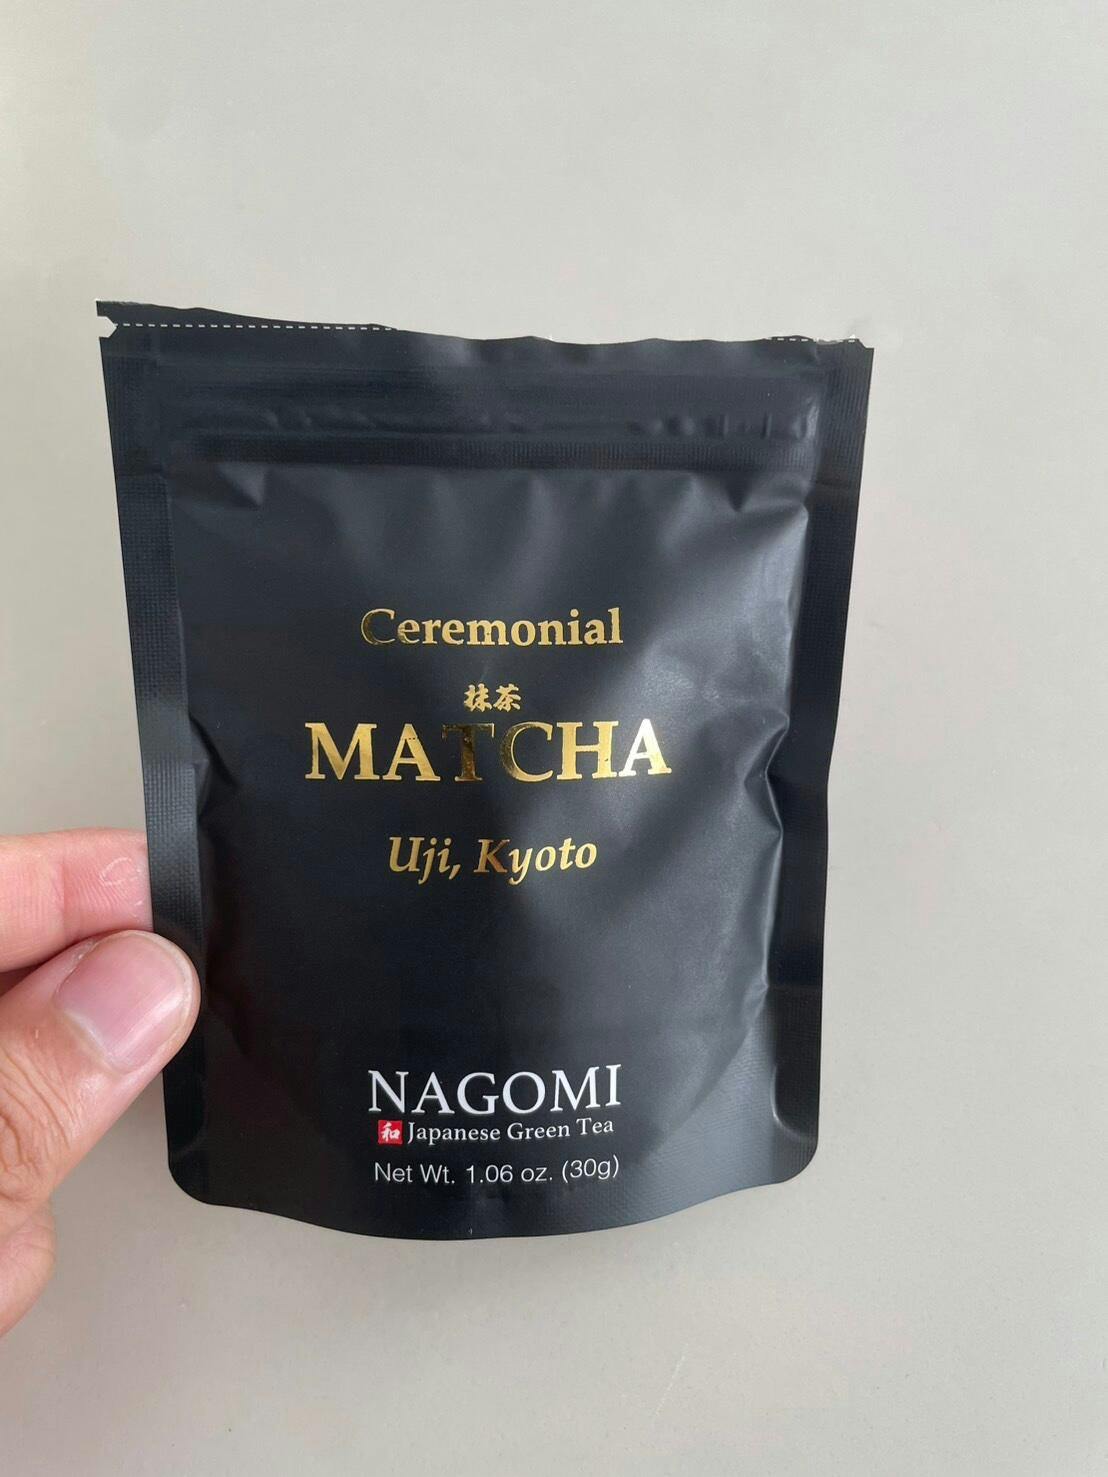 Ceremonial
抹茶
MATCHA
Uji, Kyoto
NAGOMI
和 Japanese Green Tea
Net Wt. 1.06 oz. (30g)